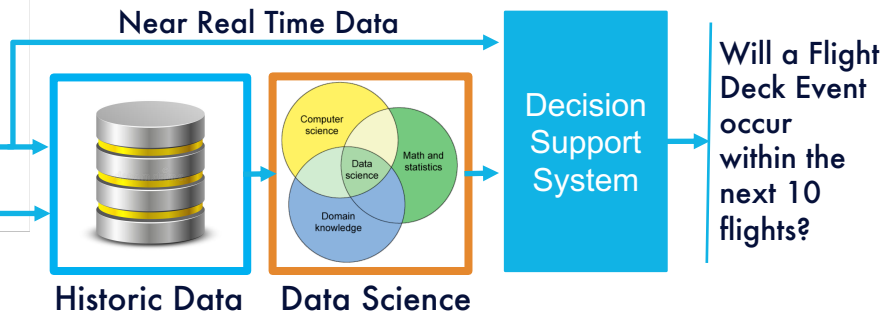 Near Real Time Data
Computer
science
Math and
statistics
Data
science
Domain
knowledge
Historic Data
Data Science
Decision
Support
System
Will a Flight
Deck Event
occur
within the
next 10
flights?